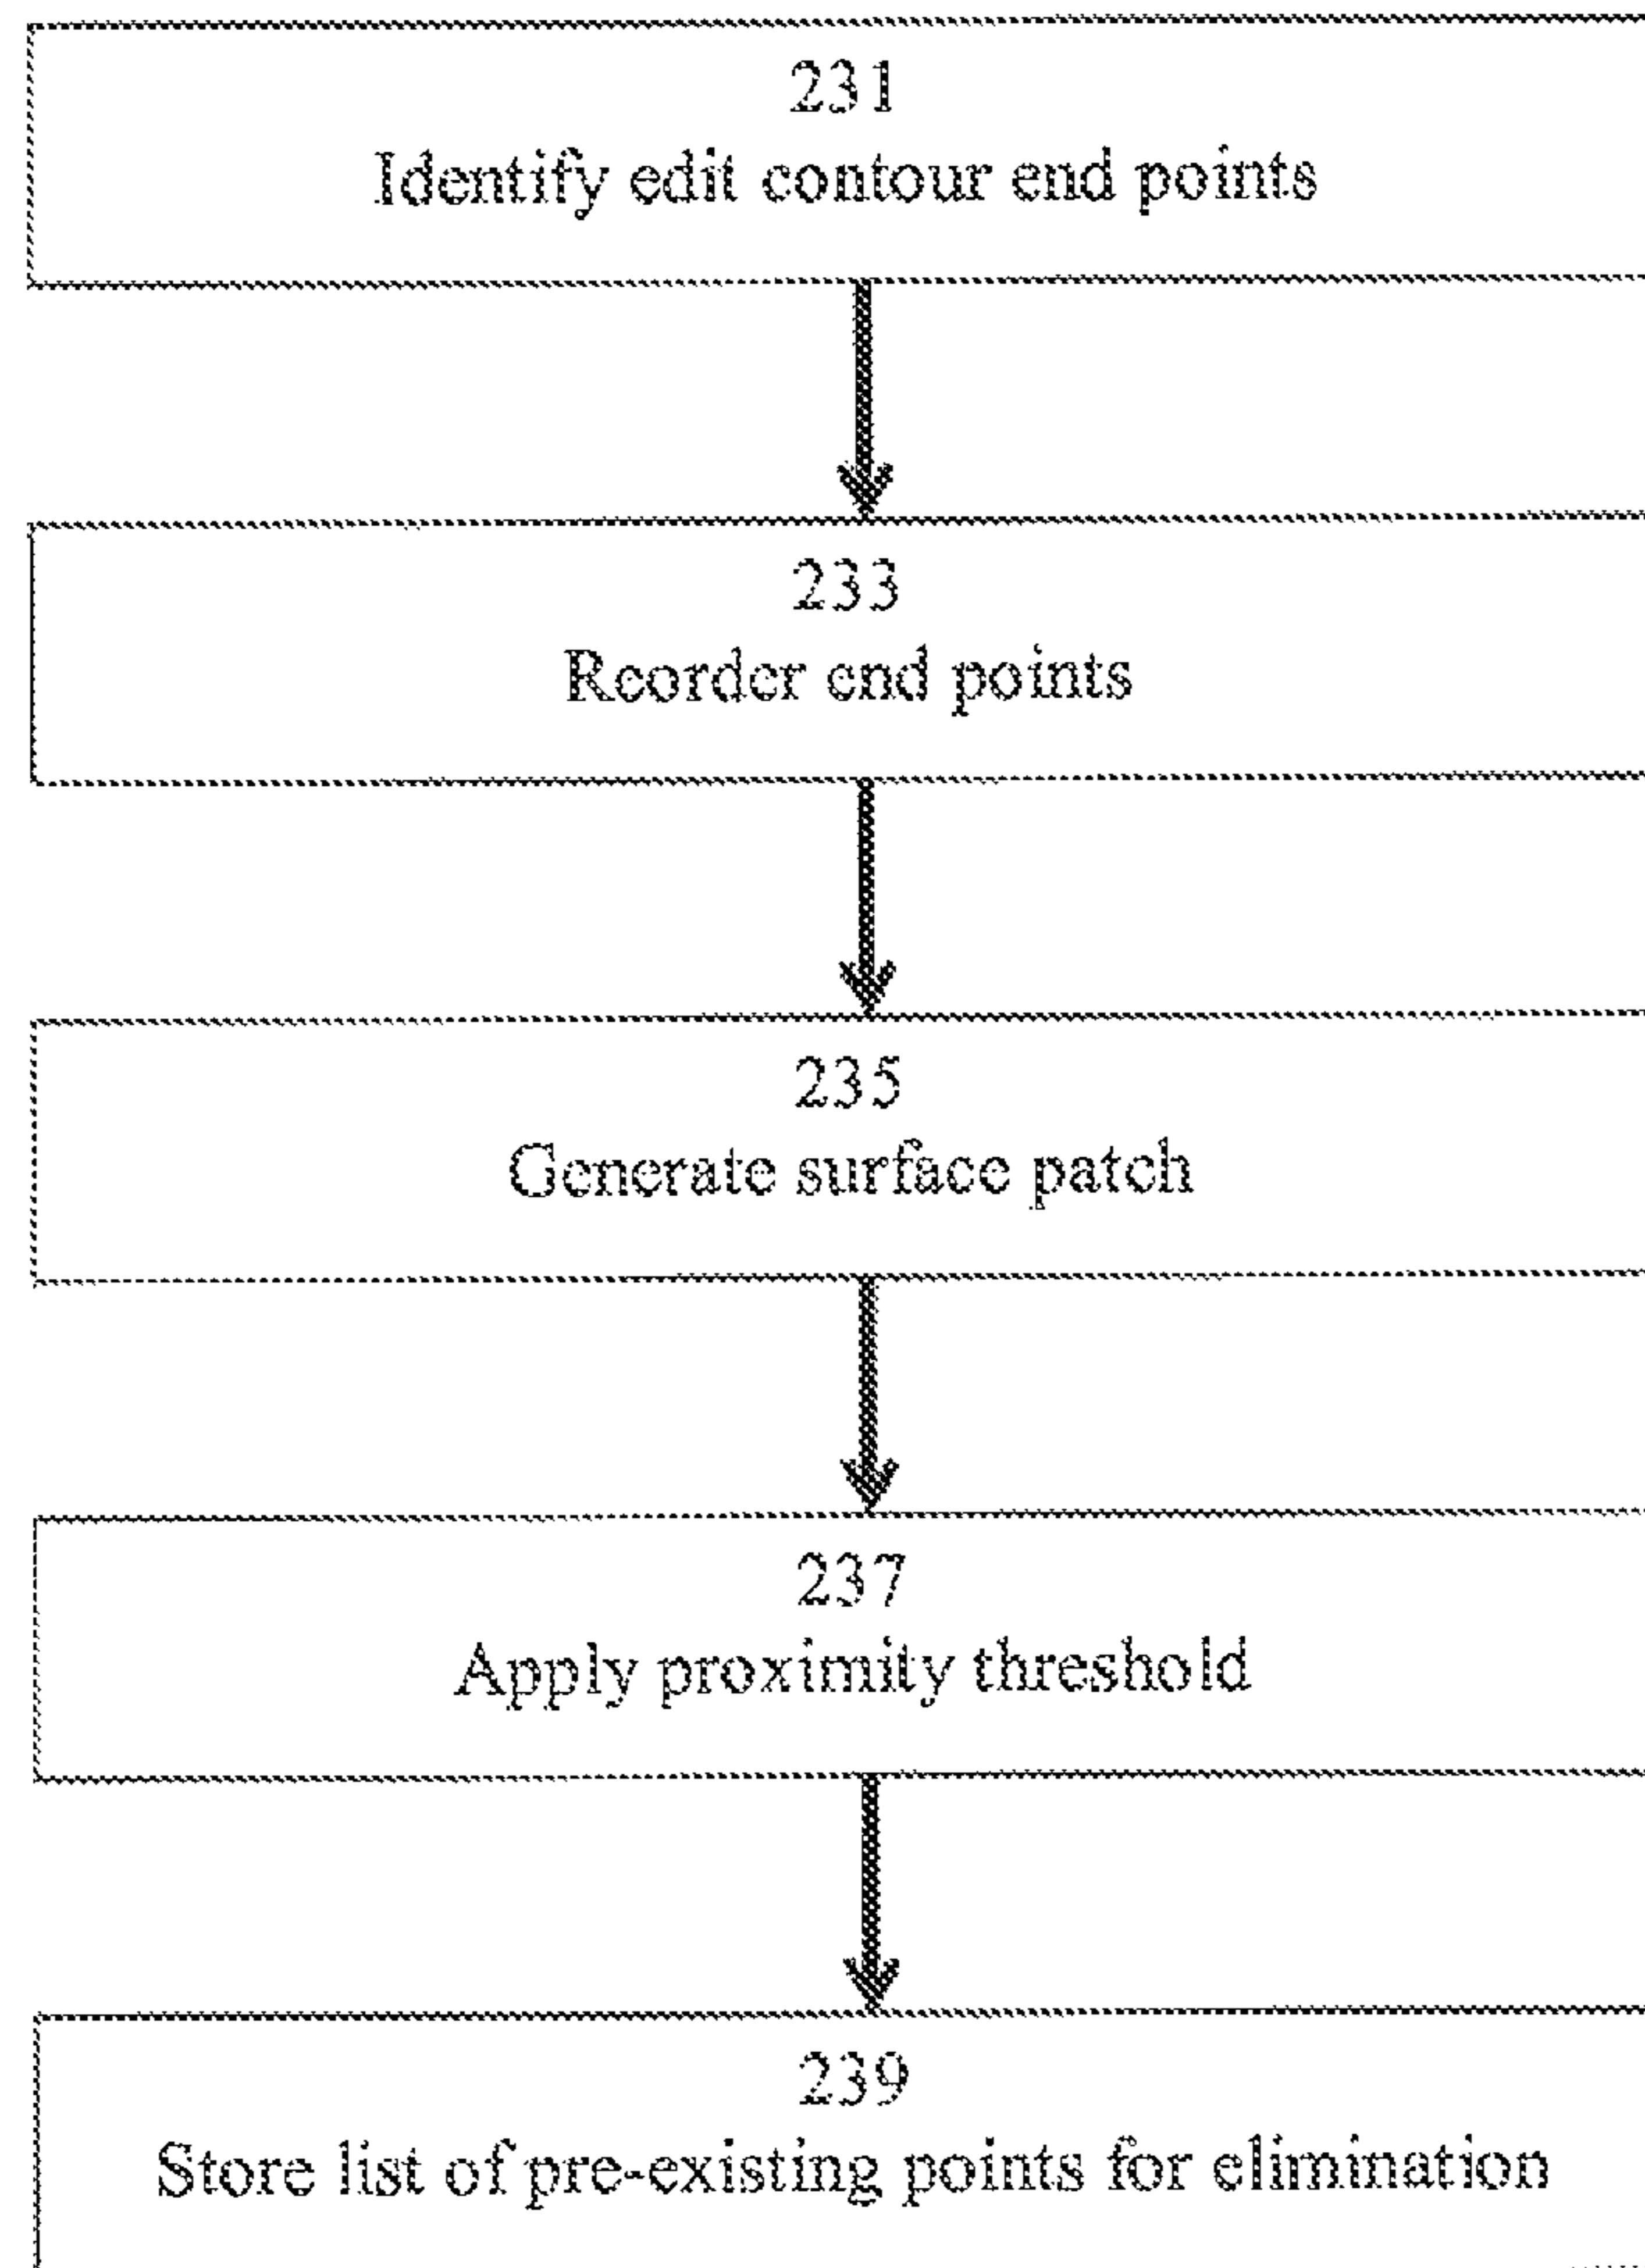 231
Identify edit contour end points
233
Reorder end points
235
Generate surface patch
237
Apply proximity threshold
239
Store list of pre-existing points for elimination